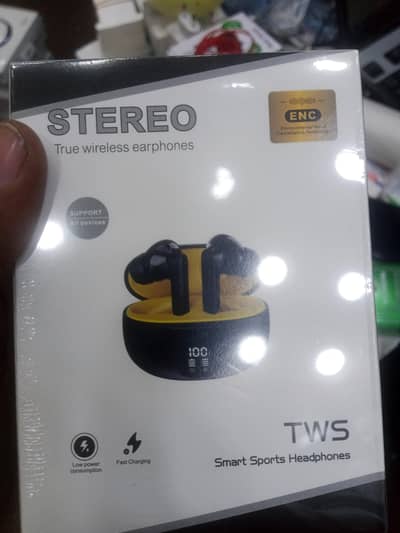 STEREO
True wireless earphones
ENC
SUPPORT
All devices
100
Low power
consumption
Fast Charging
TWS
Smart Sports Headphones